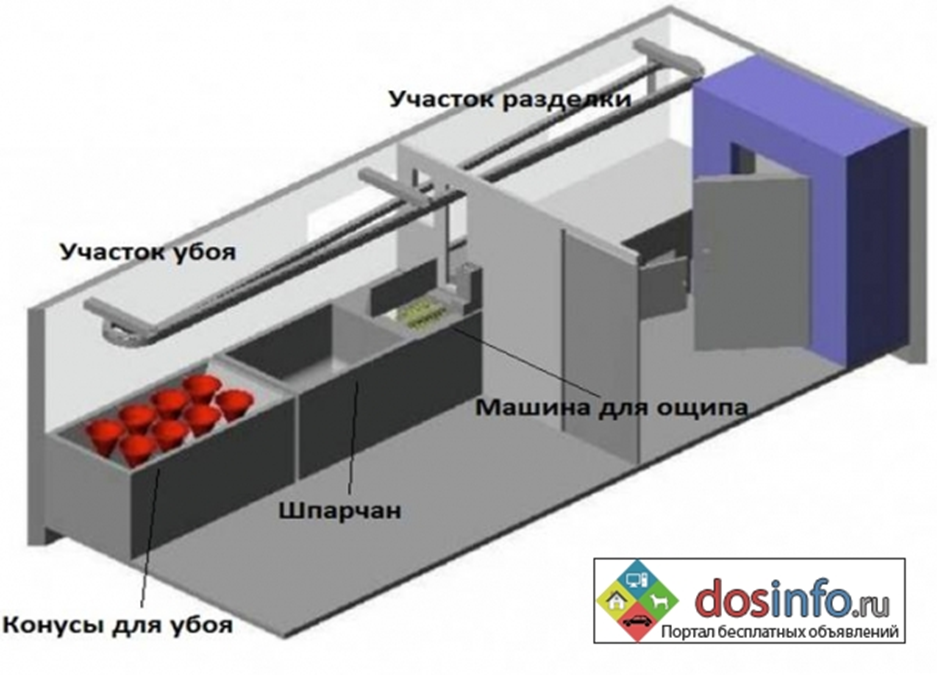 Участок разделки
Участок убоя
Машина для ощипа
Шпарчан
Конусы для убоя
dosinfo.ru
Портал бесплатных объявлений